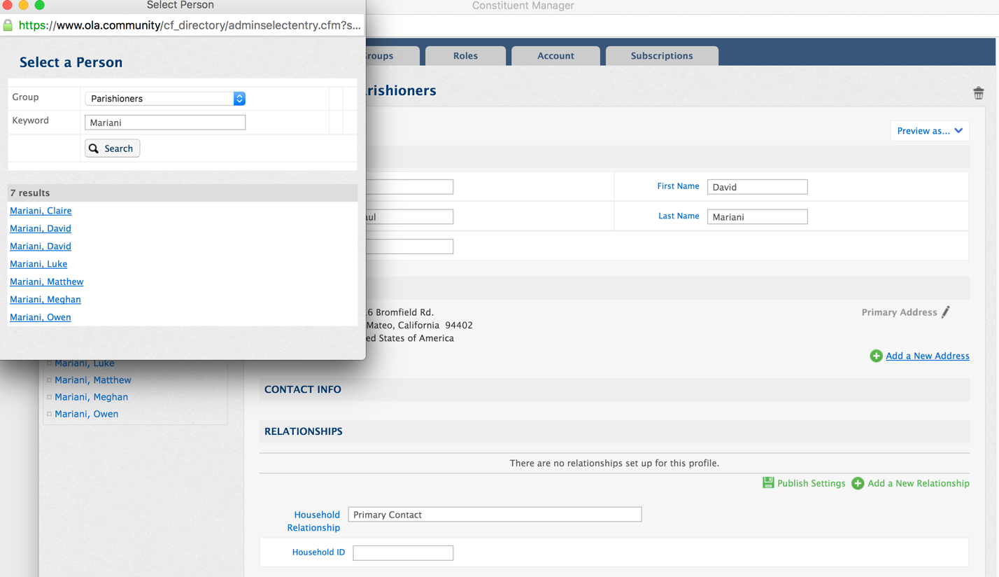 Select Person
https://www.ola.community/cf_directory/adminselectentry.cfm?s...
Select a Person
Group
Parishioners
Keyword
Mariani
Search
7 results
Mariani, Claire
Mariani, David
Mariani, David
Mariani, Luke
Mariani, Matthew
Mariani, Meghan
Mariani, Owen
Mariani, Luke
Mariani, Matthew
Mariani, Meghan
Mariani, Owen
Constituent Manager
roups
Roles
Account
Subscriptions
rishioners
Preview as...
First Name
David
aul
Last Name
Mariani
6 Bromfield Rd.
Mateo, California 94402
ed States of America
Primary Address
Add a New Address
CONTACT INFO
RELATIONSHIPS
There are no relationships set up for this profile.
Publish Settings
Add a New Relationship
Household
Relationship
Primary Contact
Household ID